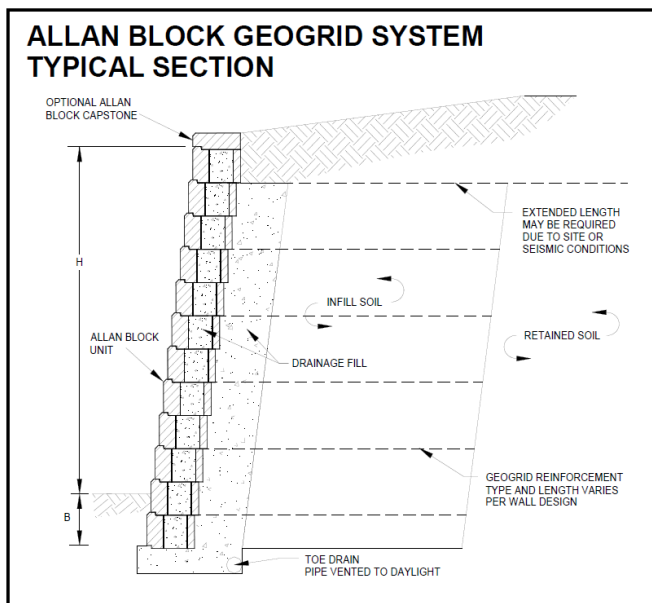 ALLAN BLOCK GEOGRID SYSTEM
TYPICAL SECTION
OPTIONAL ALLAN
BLOCK CAPSTONE
EXTENDED LENGTH
MAY BE REQUIRED
DUE TO SITE OR
SEISMIC CONDITIONS
H
INFILL SOIL
RETAINED SOIL
ALLAN BLOCK
UNIT
DRAINAGE FILL
GEOGRID REINFORCEMENT
TYPE AND LENGTH VARIES
PER WALL DESIGN
B
TOE DRAIN
PIPE VENTED TO DAYLIGHT